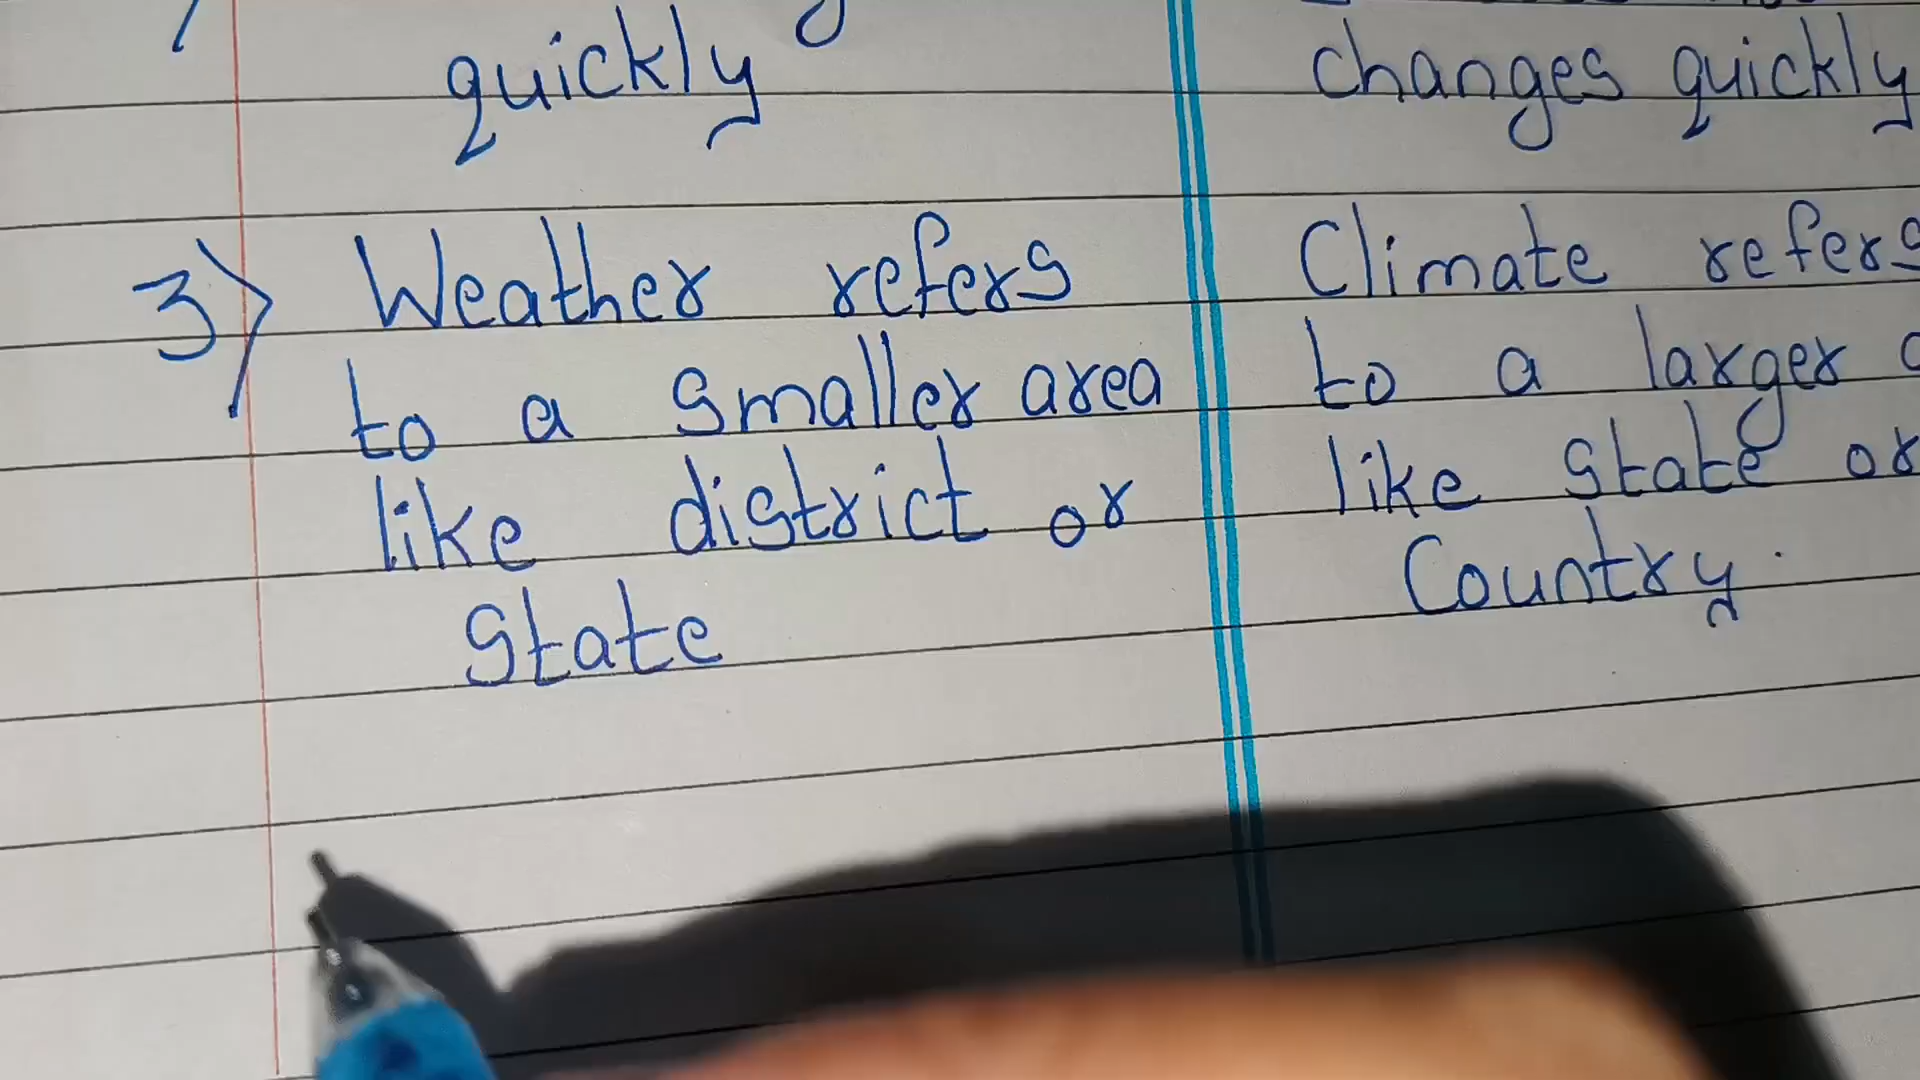 quickly
changes quickly
3) Weather refers
to a smaller area
like district or
State
Climate refers
to a larger
like state or
Country.